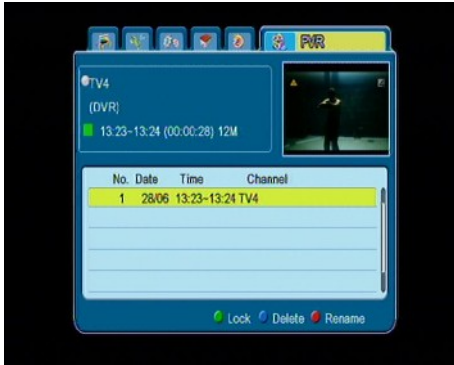 PVR
TV4
(DVR)
13:23~13:24 (00:00:28) 12M
No. Date Time Channel
1 28/06 13:23~13:24 TV4
Lock Delete Rename